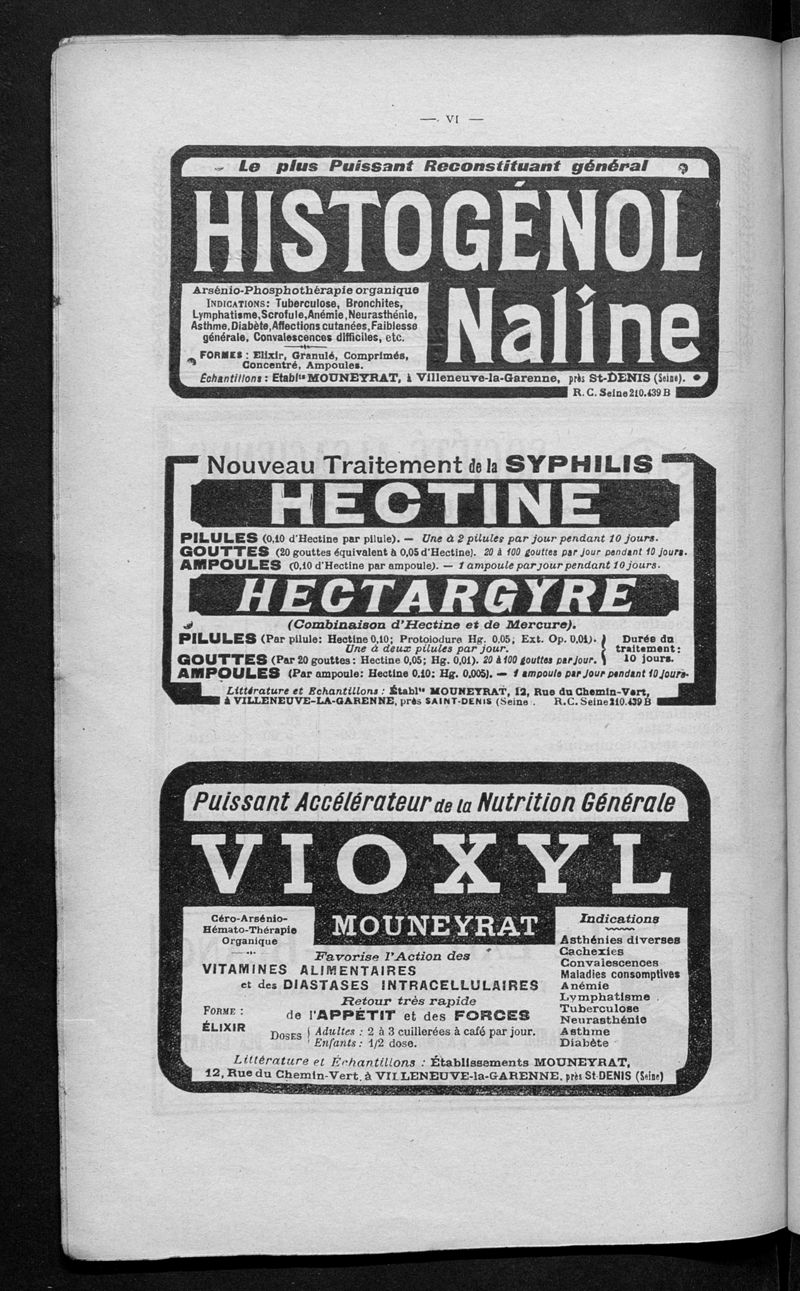 — VI —
Le plus Puissant Reconstituant général
HISTOGÉNOL
Naline
Arsénio-Phosphothérapie organique
INDICATIONS: Tuberculose, Bronchites,
Lymphatisme, Scrofule, Anémie, Neurasthénie,
Asthme, Diabète, Affections cutanées, Faiblesse
générale, Convalescences difficiles, etc.
FORMES : Elixir, Granulé, Comprimés,
Concentré, Ampoules.
Échantillons : Etablts MOUNEYRAT, à Villeneuve-la-Garenne, près St-DENIS (Seine).
R. C. Seine 210.439 B
Nouveau Traitement de la SYPHILIS
HECTINE
PILULES (0,10 d'Hectine par pilule). — Une à 2 pilules par jour pendant 10 jours.
GOUTTES (20 gouttes équivalent à 0,05 d'Hectine). 20 à 100 gouttes par jour pendant 10 jours.
AMPOULES (0,10 d'Hectine par ampoule). — 1 ampoule par jour pendant 10 jours.
HECTARGYRE
(Combinaison d'Hectine et de Mercure).
PILULES (Par pilule: Hectine 0,10; Protoiodure Hg. 0,05; Ext. Op. 0,01).
Une à deux pilules par jour.
GOUTTES (Par 20 gouttes: Hectine 0,05; Hg. 0,01). 20 à 100 gouttes par jour.
Durée du
traitement:
10 jours.
AMPOULES (Par ampoule: Hectine 0,10; Hg. 0,005). — 1 ampoule par jour pendant 10 jours.
Littérature et Echantillons : Établts MOUNEYRAT, 12, Rue du Chemin-Vert,
à VILLENEUVE-LA-GARENNE, près SAINT-DENIS (Seine). R. C. Seine 210.439 B
Puissant Accélérateur de la Nutrition Générale
VIOXYL
MOUNEYRAT
Céro-Arsénio-
Hémato-Thérapie
Organique
Favorise l'Action des
VITAMINES ALIMENTAIRES
et des DIASTASES INTRACELLULAIRES
Retour très rapide
de l'APPÉTIT et des FORCES
FORME :
ÉLIXIR
DOSES
Adultes : 2 à 3 cuillerées à café par jour.
Enfants : 1/2 dose.
Indications
Asthénies diverses
Cachexies
Convalescences
Maladies consomptives
Anémie
Lymphatisme
Tuberculose
Neurasthénie
Asthme
Diabète
Littérature et Échantillons : Établissements MOUNEYRAT,
12, Rue du Chemin-Vert, à VILLENEUVE-la-GARENNE, près St-DENIS (Seine)